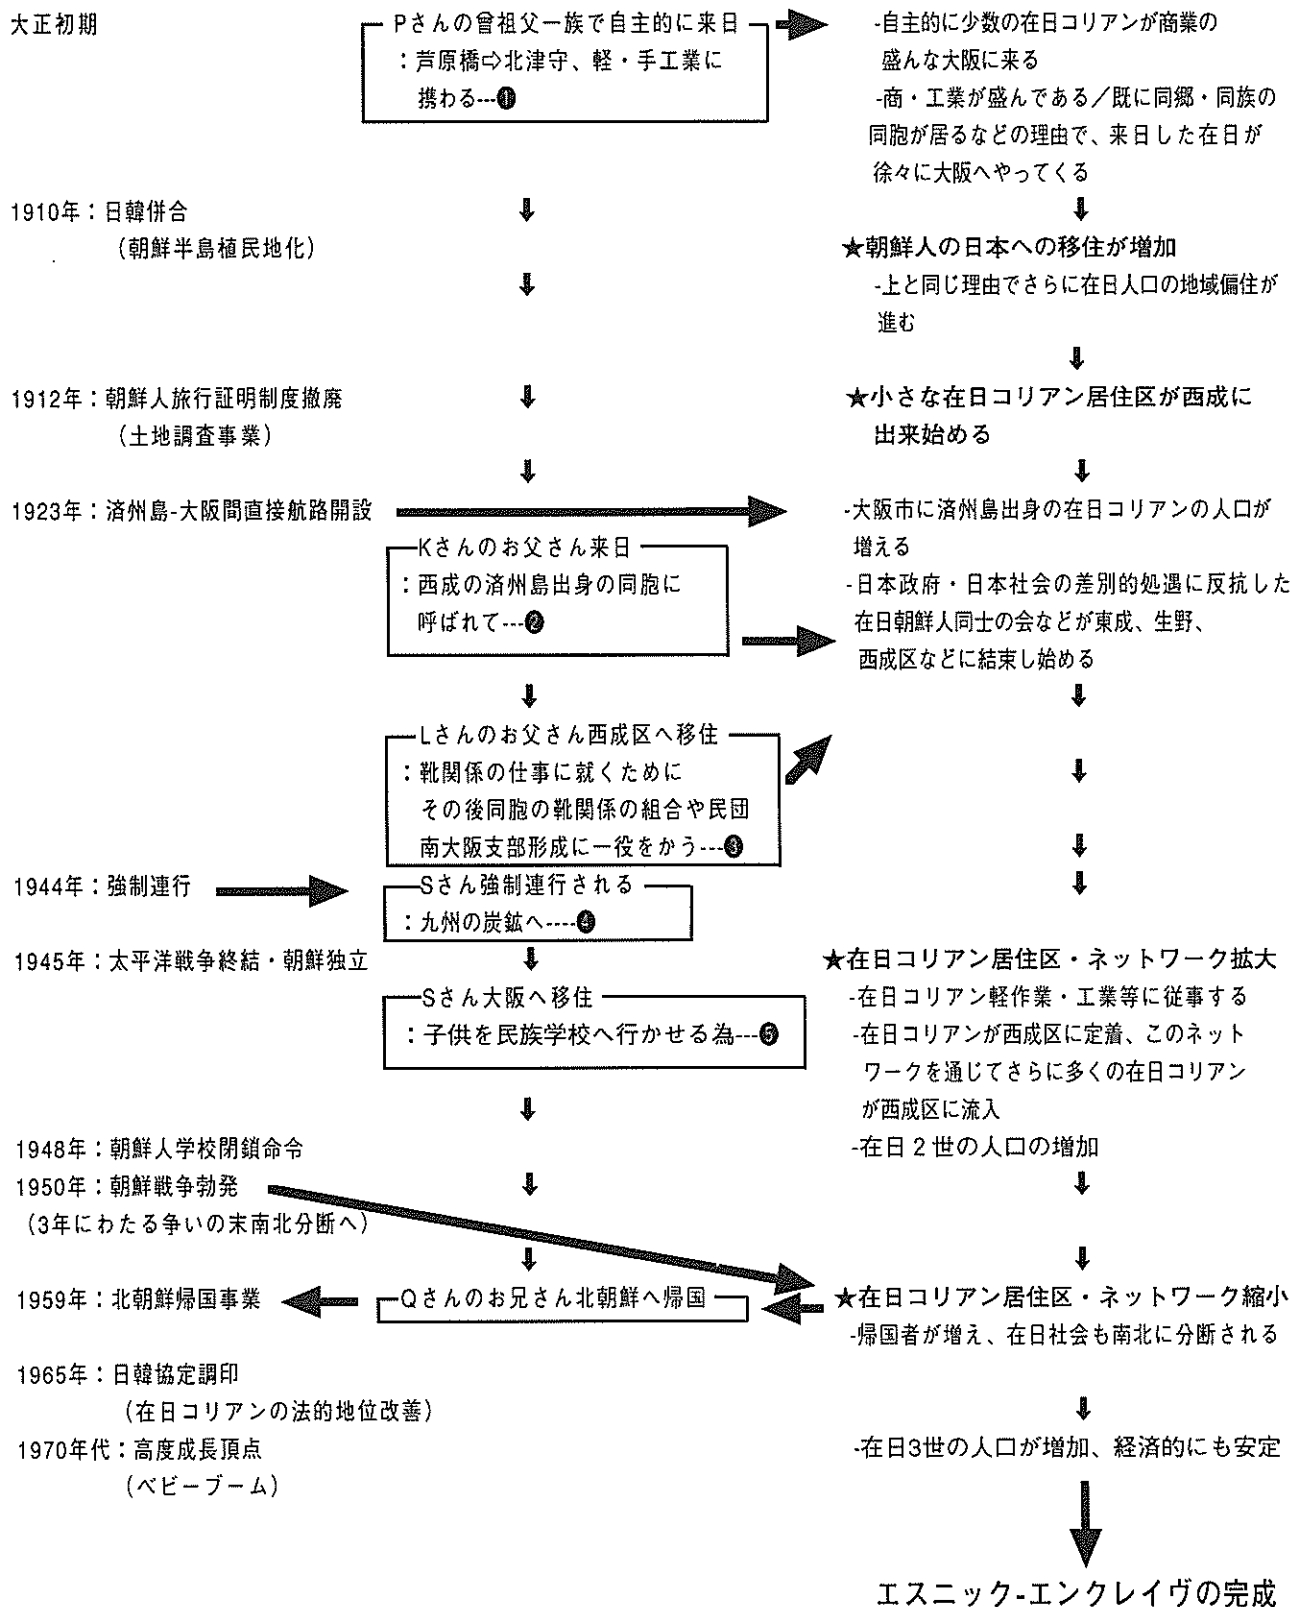 大正初期
Pさんの曾祖父一族で自主的に来日
：芦原橋⇨北津守、軽・手工業に
携わる---❶
-自主的に少数の在日コリアンが商業の
盛んな大阪に来る
-商・工業が盛んである／既に同郷・同族の
同胞が居るなどの理由で、来日した在日が
徐々に大阪へやってくる
1910年：日韓併合
（朝鮮半島植民地化）
★朝鮮人の日本への移住が増加
-上と同じ理由でさらに在日人口の地域偏住が
進む
1912年：朝鮮人旅行証明制度撤廃
（土地調査事業）
★小さな在日コリアン居住区が西成に
出来始める
1923年：済州島-大阪間直接航路開設
-大阪市に済州島出身の在日コリアンの人口が
増える
Kさんのお父さん来日
：西成の済州島出身の同胞に
呼ばれて---❷
-日本政府・日本社会の差別的処遇に反抗した
在日朝鮮人同士の会などが東成、生野、
西成区などに結束し始める
Lさんのお父さん西成区へ移住
：靴関係の仕事に就くために
その後同胞の靴関係の組合や民団
南大阪支部形成に一役をかう---❸
1944年：強制連行
Sさん強制連行される
：九州の炭鉱へ----❹
1945年：太平洋戦争終結・朝鮮独立
★在日コリアン居住区・ネットワーク拡大
-在日コリアン軽作業・工業等に従事する
Sさん大阪へ移住
：子供を民族学校へ行かせる為---❺
-在日コリアンが西成区に定着、このネット
ワークを通じてさらに多くの在日コリアン
が西成区に流入
-在日２世の人口の増加
1948年：朝鮮人学校閉鎖命令
1950年：朝鮮戦争勃発
（3年にわたる争いの末南北分断へ）
1959年：北朝鮮帰国事業
Qさんのお兄さん北朝鮮へ帰国
★在日コリアン居住区・ネットワーク縮小
-帰国者が増え、在日社会も南北に分断される
1965年：日韓協定調印
（在日コリアンの法的地位改善）
1970年代：高度成長頂点
（ベビーブーム）
-在日3世の人口が増加、経済的にも安定
エスニック-エンクレイヴの完成